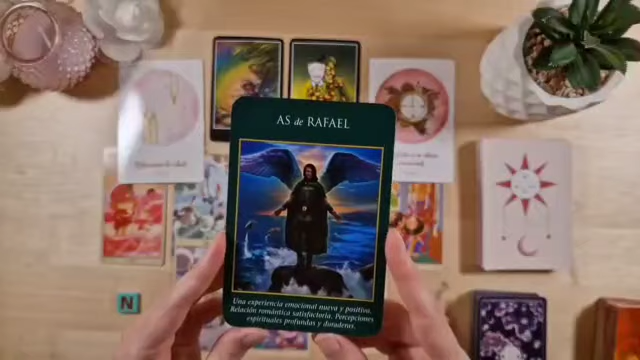 AS de RAFAEL
Una experiencia emocional nueva y positiva.
Relación romántica satisfactoria. Percepciones
espirituales profundas y duraderas.
N